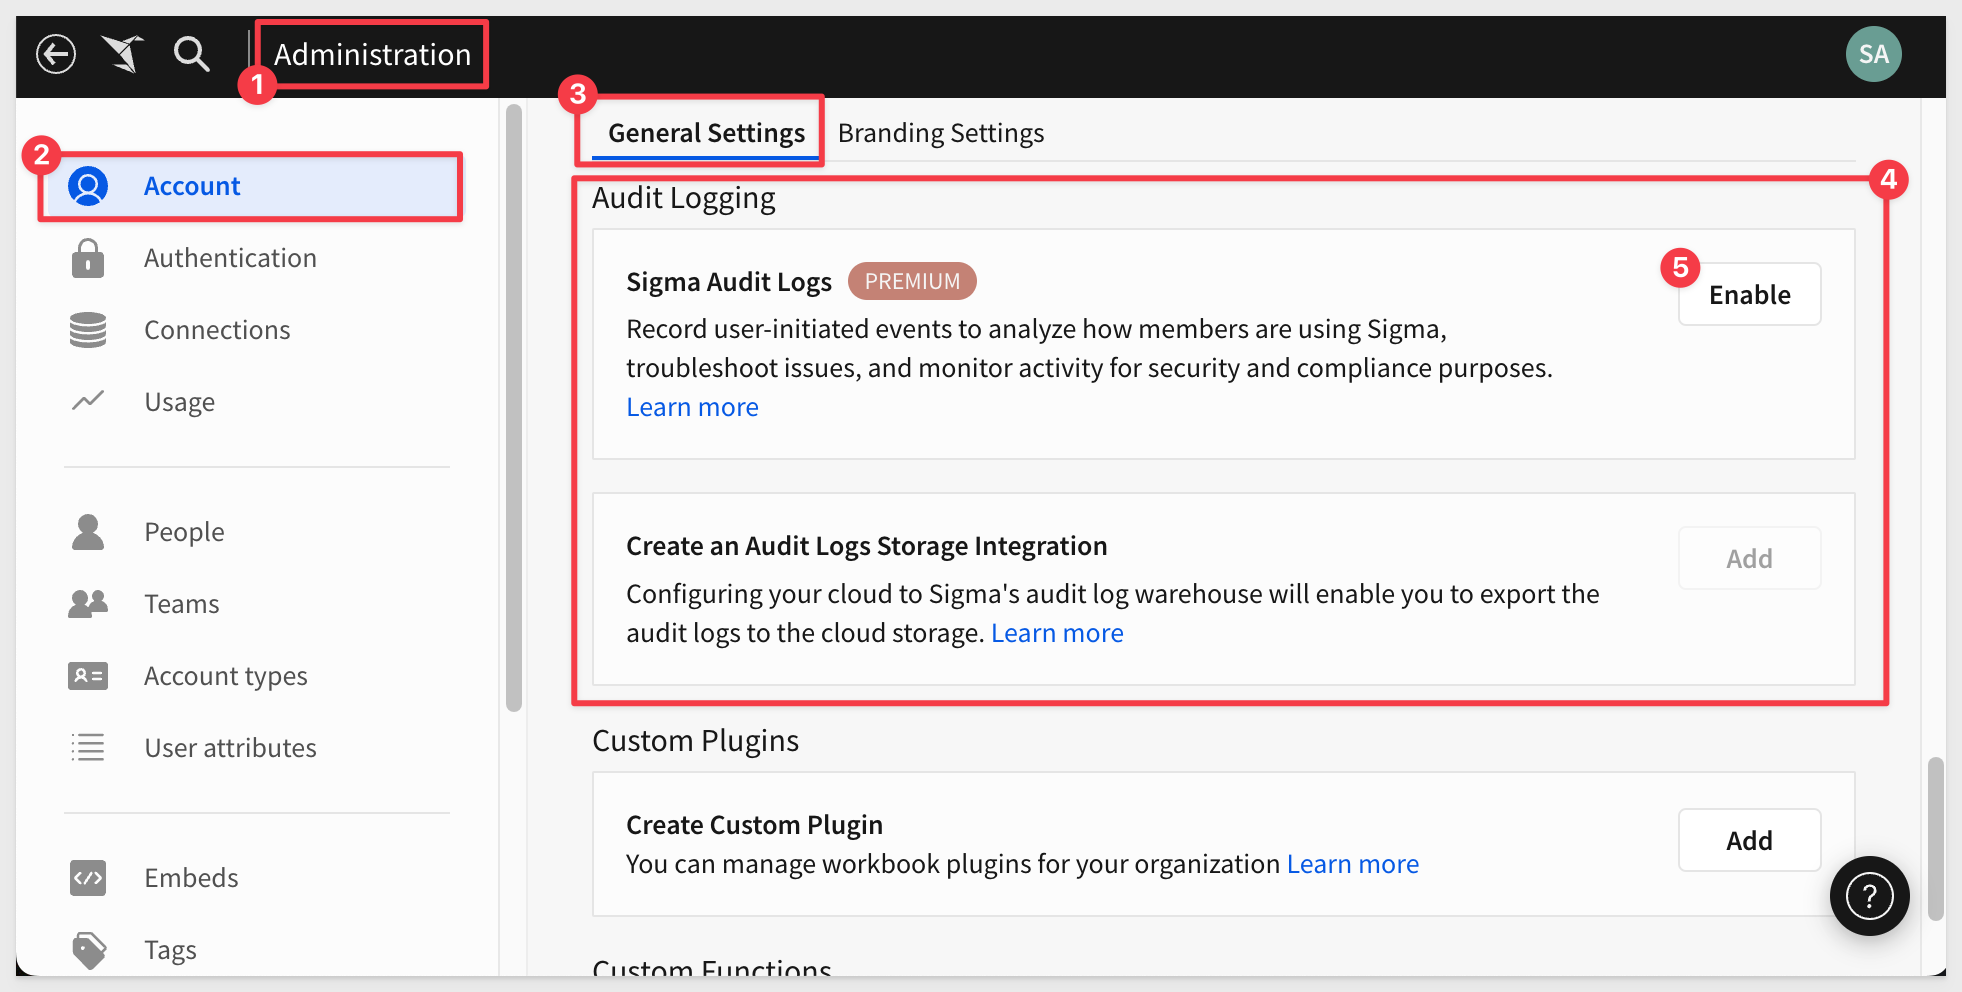 Administration
SA
1
2
Account
Authentication
Connections
Usage
People
Teams
Account types
User attributes
Embeds
Tags
3
General Settings
Branding Settings
4
Audit Logging
Sigma Audit Logs
PREMIUM
5
Enable
Record user-initiated events to analyze how members are using Sigma,
troubleshoot issues, and monitor activity for security and compliance purposes.
Learn more
Create an Audit Logs Storage Integration
Add
Configuring your cloud to Sigma's audit log warehouse will enable you to export the
audit logs to the cloud storage. Learn more
Custom Plugins
Create Custom Plugin
Add
You can manage workbook plugins for your organization Learn more
?
Custom Functions